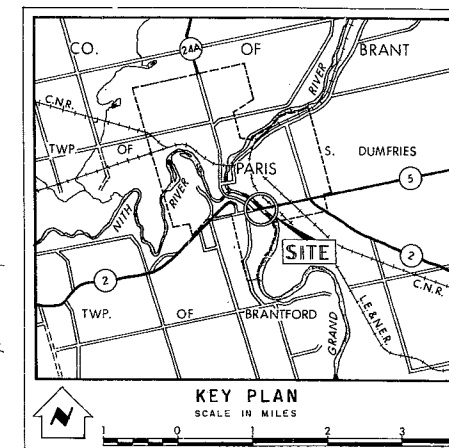 CO. OF BRANT
24A
C.N.R.
RIVER
TWP. OF
S. DUMFRIES
PARIS
5
NITH RIVER
SITE
2
2
C.N.R.
TWP. OF BRANTFORD
GRAND
L.E.&N.E.R.
N
KEY PLAN
SCALE IN MILES
1 0 1 2 3